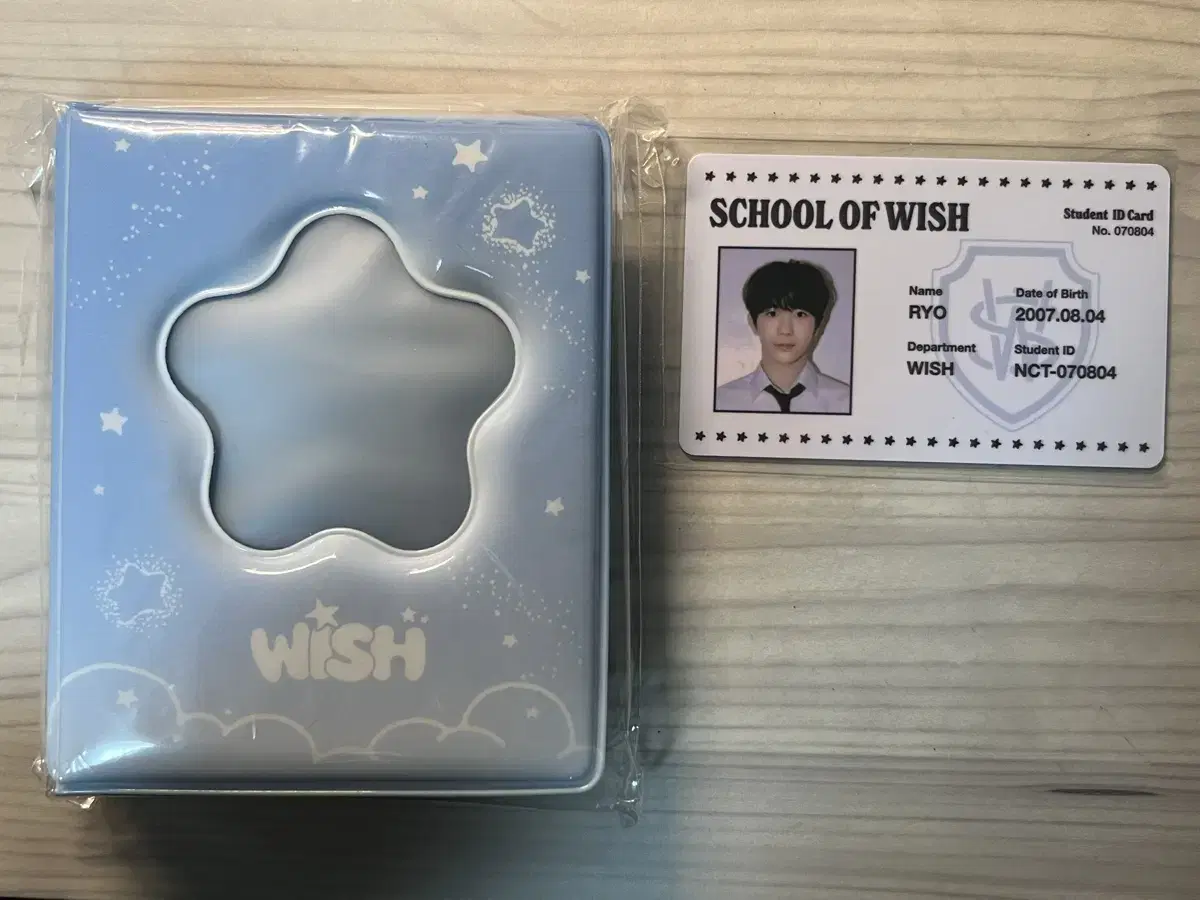 WISH
SCHOOL OF WISH
Student ID Card
No. 070804
Name
RYO
Date of Birth
2007.08.04
Department
WISH
Student ID
NCT-070804